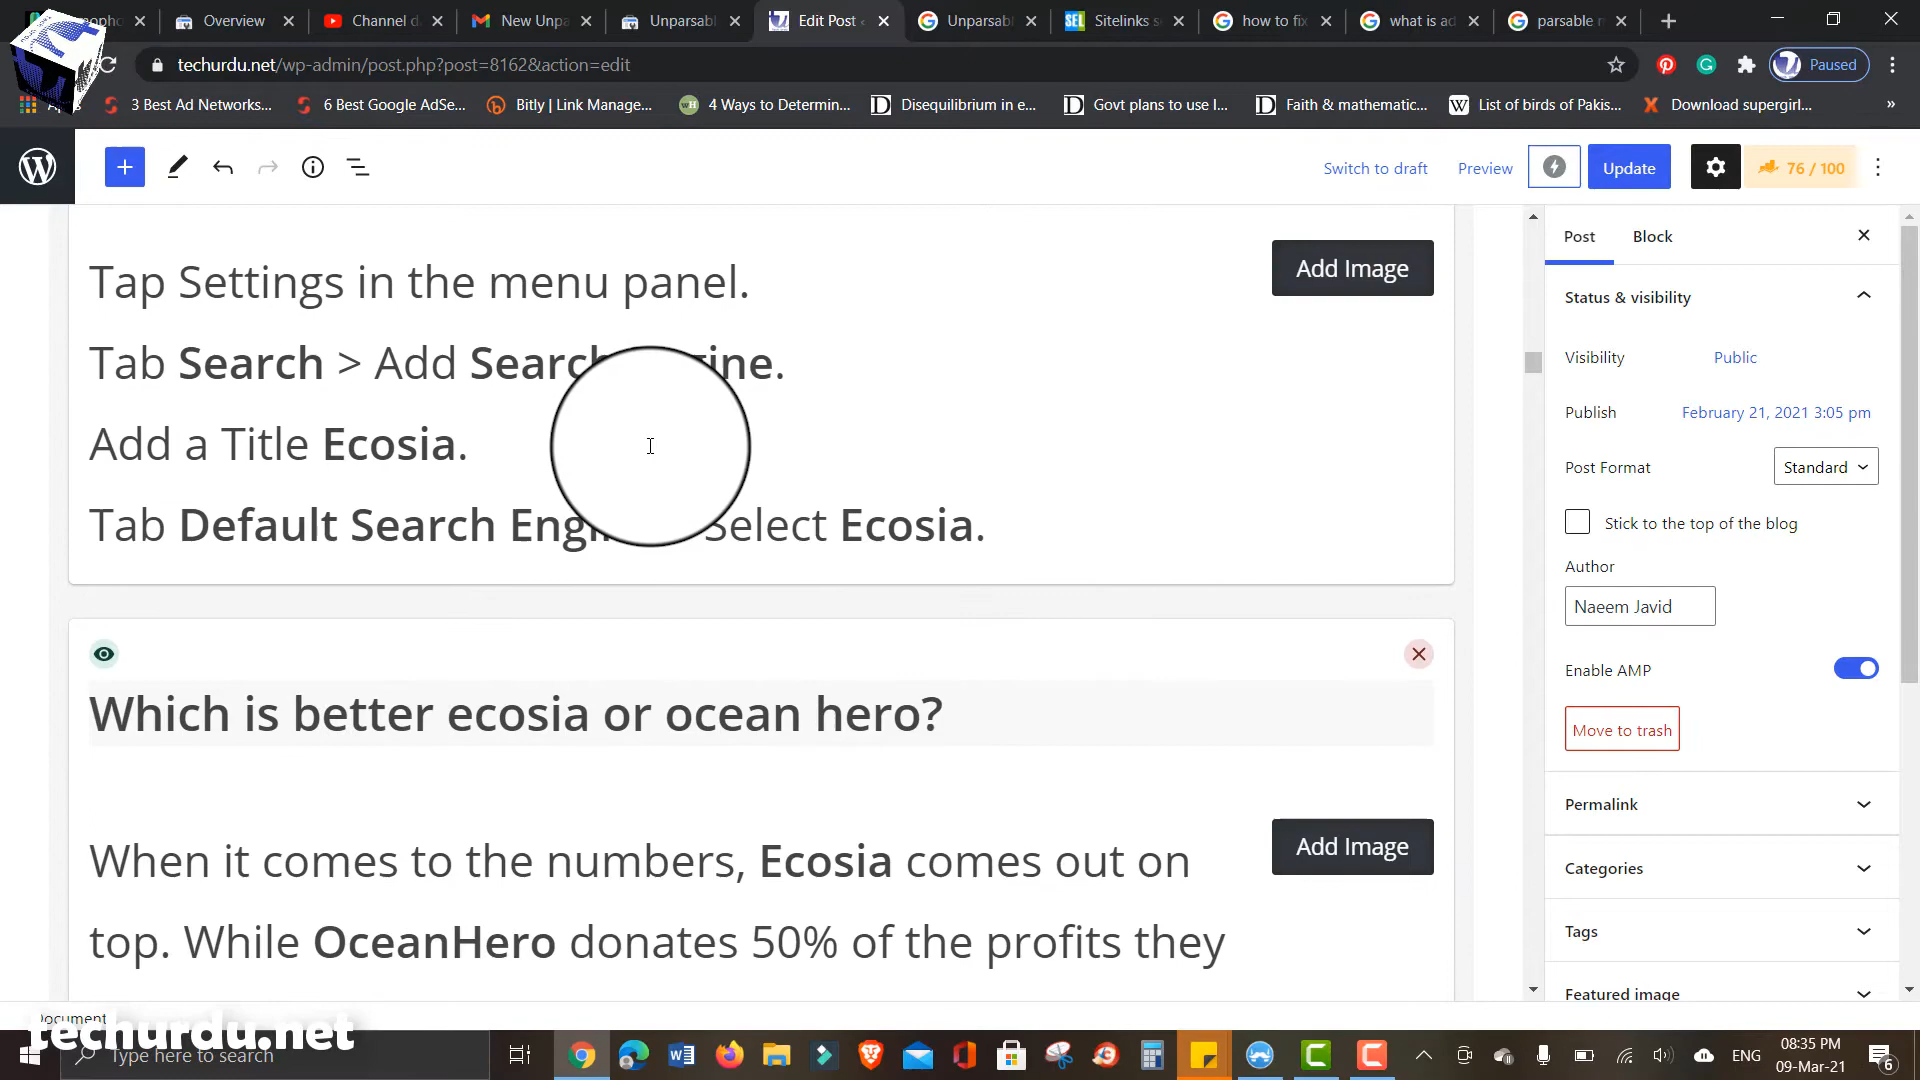 Overview
Channel d
New Unpa
Unparsabl
Edit Post
Unparsabl
SEL
Sitelinks s
how to fix
what is ad
parsable m
techurdu.net/wp-admin/post.php?post=8162&action=edit
Paused
3 Best Ad Networks...
6 Best Google AdSe...
Bitly | Link Manage...
4 Ways to Determin...
Disequilibrium in e...
Govt plans to use I...
Faith & mathematic...
List of birds of Pakis...
Download supergirl...
Switch to draft
Preview
Update
76 / 100
Tap Settings in the menu panel.
Add Image
Tab Search > Add Search
Add a Title Ecosia.
Tab Default Search Select Ecosia.
Which is better ecosia or ocean hero?
When it comes to the numbers, Ecosia comes out on
Add Image
top. While OceanHero donates 50% of the profits they
Post
Block
Status & visibility
Visibility
Public
Publish
February 21, 2021 3:05 pm
Post Format
Standard
Stick to the top of the blog
Author
Naeem Javid
Enable AMP
Move to trash
Permalink
Categories
Tags
Featured image
Document
techurdu.net
Type here to search
ENG
08:35 PM
09-Mar-21
6